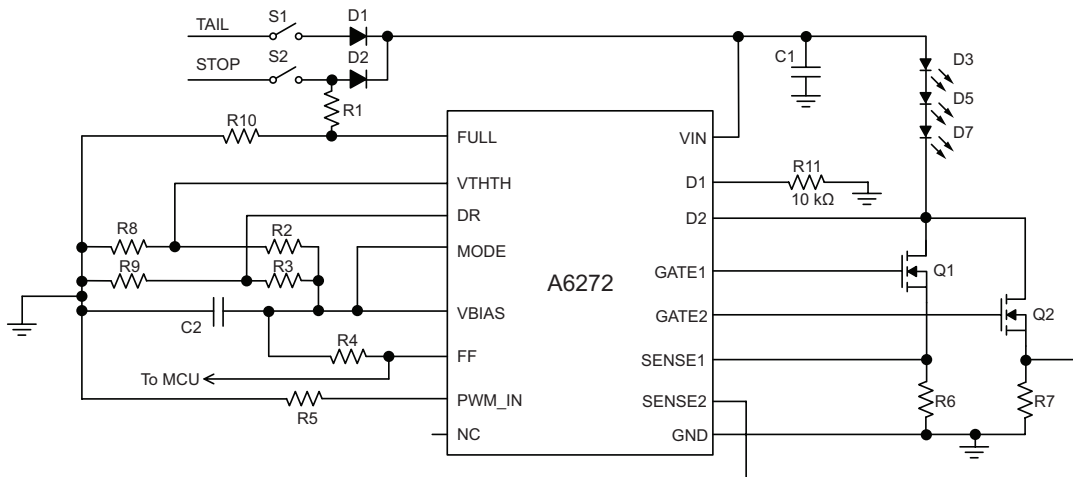 S1
D1
TAIL
S2
D2
STOP
C1
D3
D5
D7
R1
R10
FULL
VIN
VTHTH
D1
R11
10 kΩ
DR
D2
R8
R2
MODE
R9
R3
A6272
GATE1
Q1
C2
VBIAS
GATE2
Q2
R4
FF
SENSE1
To MCU
R5
PWM_IN
SENSE2
R6
R7
NC
GND